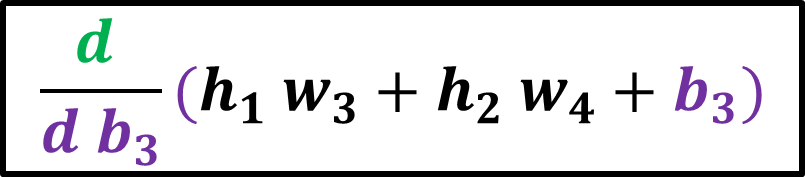 d/(d b₃) (h₁ w₃ + h₂ w₄ + b₃)